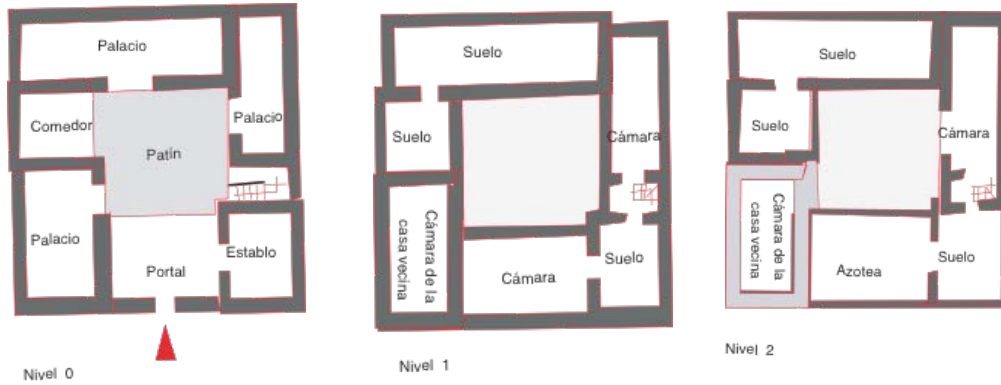 Palacio
Comedor
Palacio
Patín
Palacio
Portal
Establo
Nivel 0
Suelo
Suelo
Cámara
Cámara de la
casa vecina
Cámara
Suelo
Nivel 1
Suelo
Suelo
Cámara
Cámara de la
casa vecina
Azotea
Suelo
Nivel 2